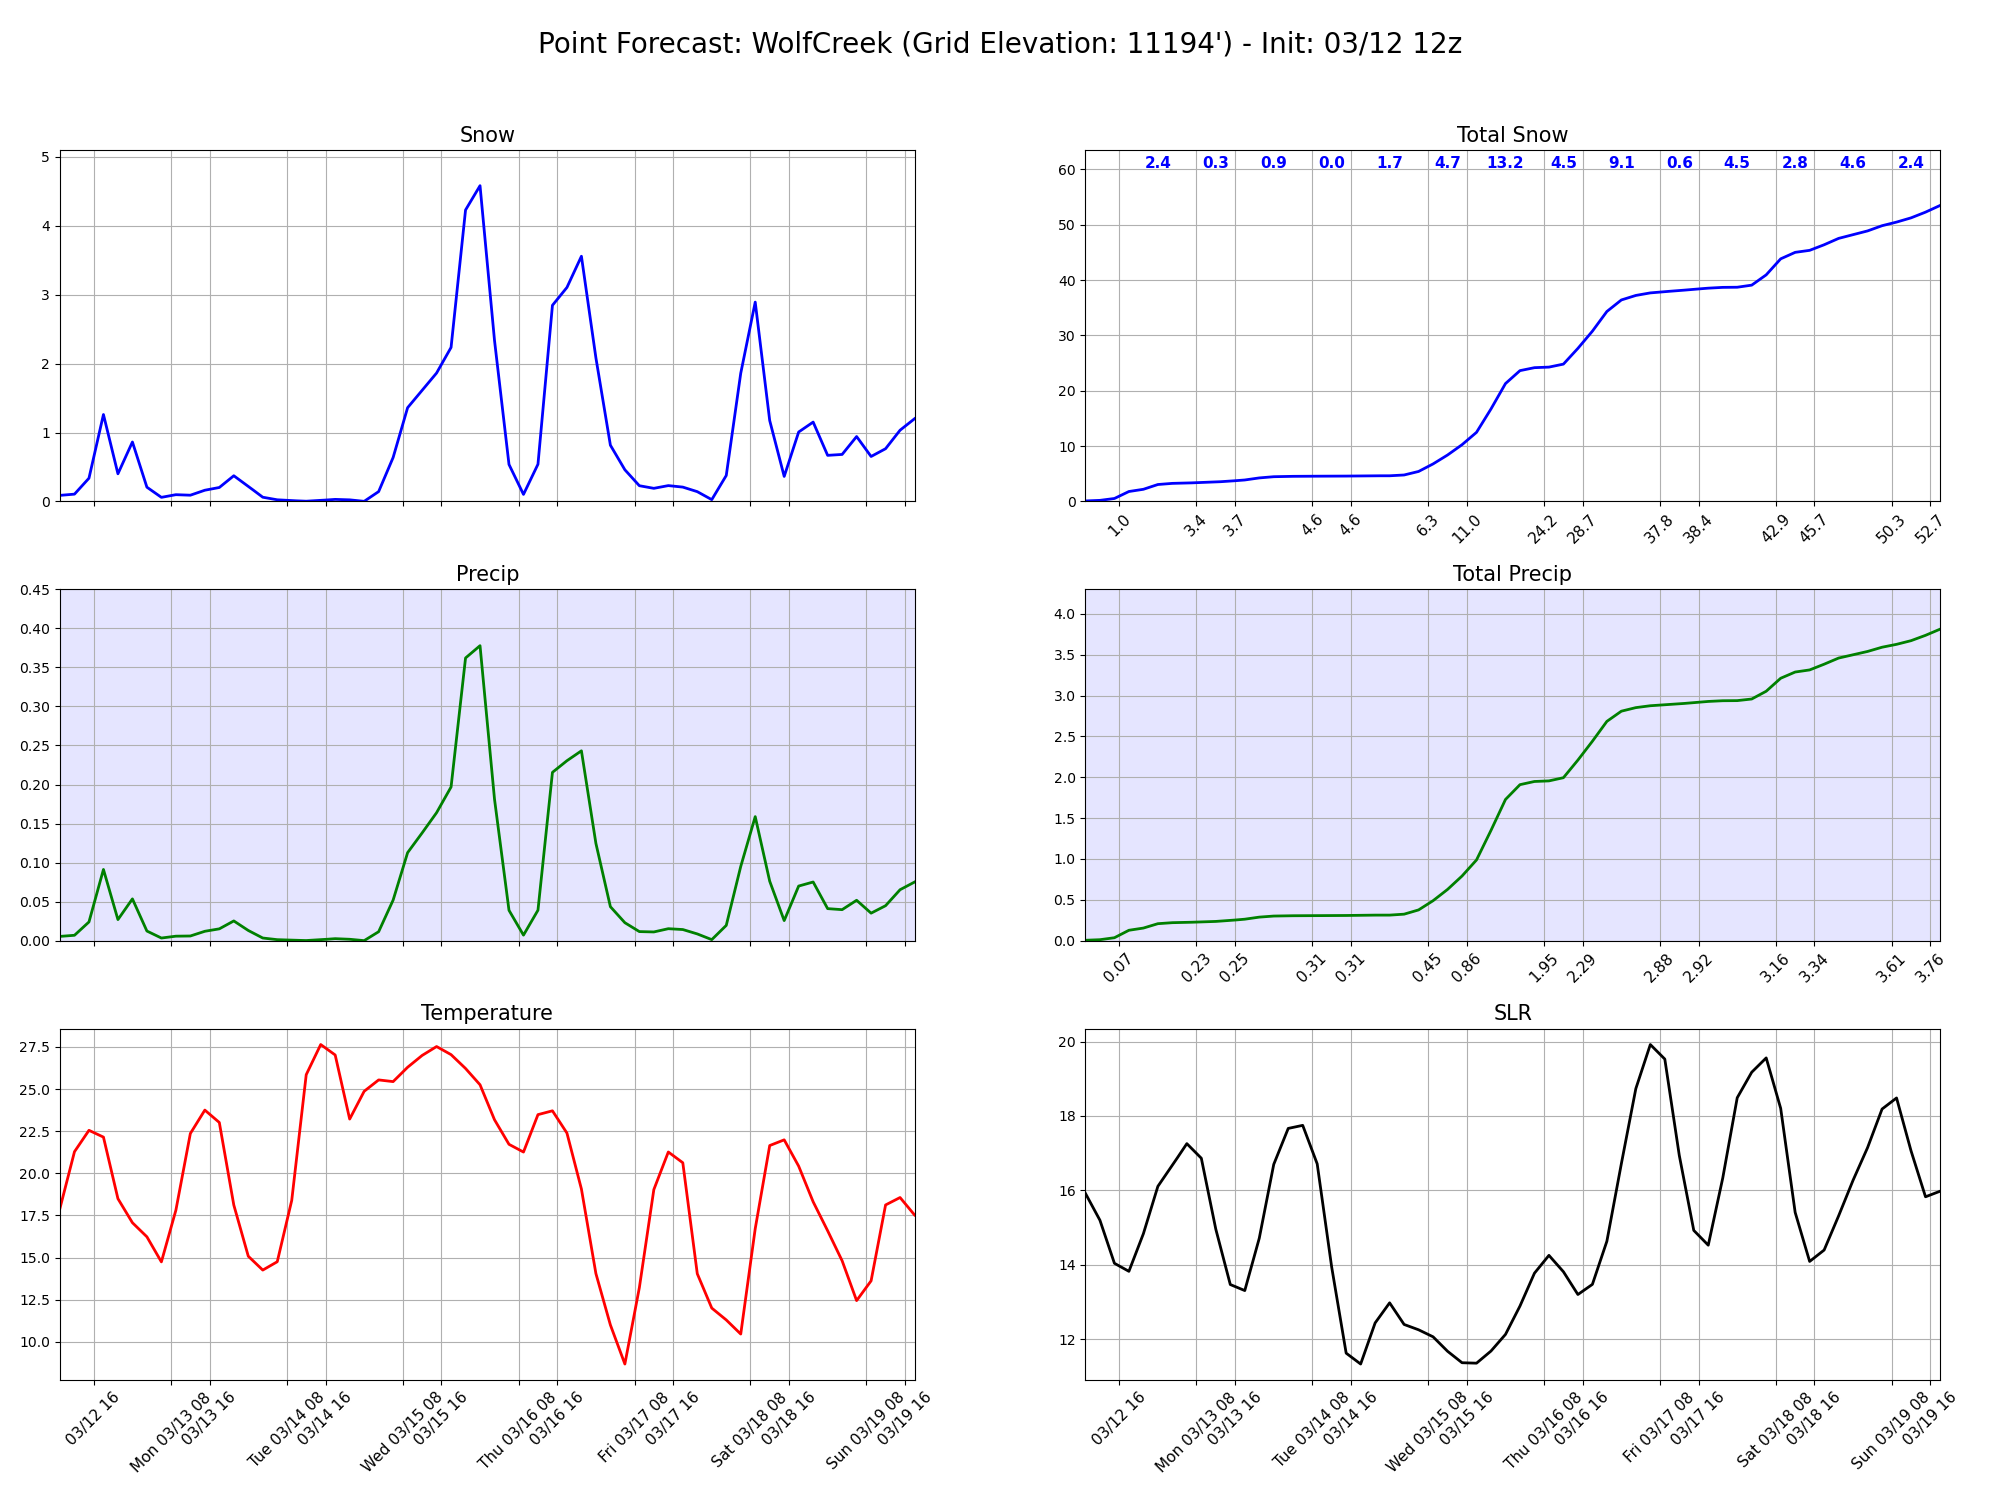 Point Forecast: WolfCreek (Grid Elevation: 11194') - Init: 03/12 12z
Snow
5
4
3
2
1
0
Total Snow
2.4 0.3 0.9 0.0 1.7 4.7 13.2 4.5 9.1 0.6 4.5 2.8 4.6 2.4
60
50
40
30
20
10
0
1.0 3.4 3.7 4.6 4.6 6.3 11.0 24.2 28.7 37.8 38.4 42.9 45.7 50.3 52.7
Precip
0.45
0.40
0.35
0.30
0.25
0.20
0.15
0.10
0.05
0.00
Total Precip
4.0
3.5
3.0
2.5
2.0
1.5
1.0
0.5
0.0
0.07 0.23 0.25 0.31 0.31 0.45 0.86 1.95 2.29 2.88 2.92 3.16 3.34 3.61 3.76
Temperature
27.5
25.0
22.5
20.0
17.5
15.0
12.5
10.0
03/12 16
Mon 03/13 08
03/13 16
Tue 03/14 08
03/14 16
Wed 03/15 08
03/15 16
Thu 03/16 08
03/16 16
Fri 03/17 08
03/17 16
Sat 03/18 08
03/18 16
Sun 03/19 08
03/19 16
SLR
20
18
16
14
12
03/12 16
Mon 03/13 08
03/13 16
Tue 03/14 08
03/14 16
Wed 03/15 08
03/15 16
Thu 03/16 08
03/16 16
Fri 03/17 08
03/17 16
Sat 03/18 08
03/18 16
Sun 03/19 08
03/19 16